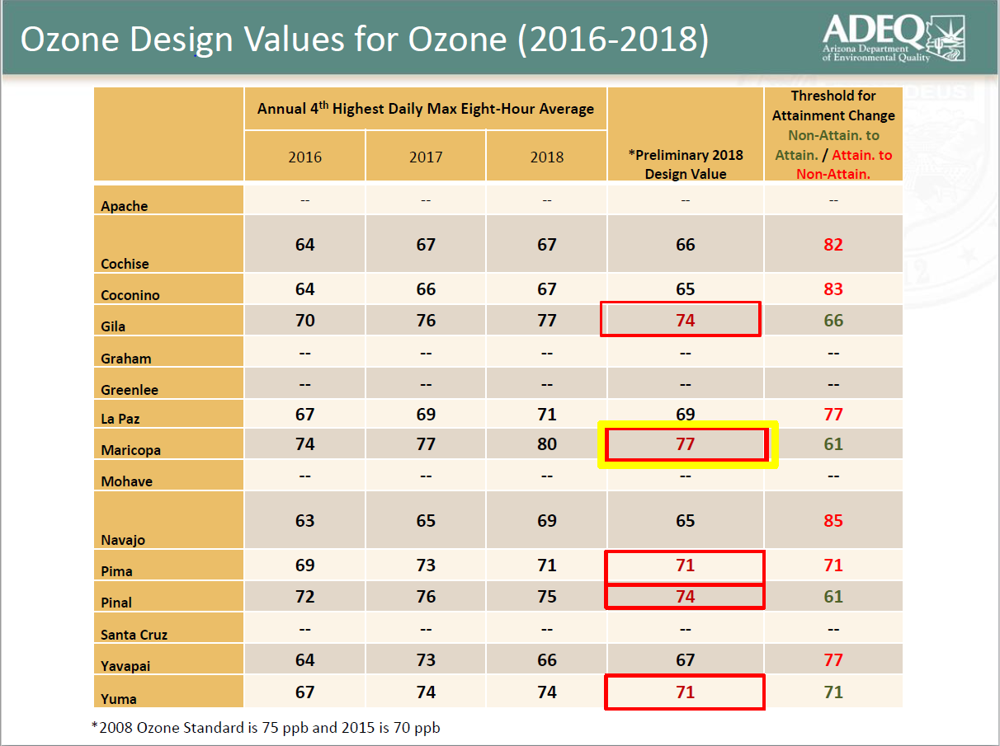 Ozone Design Values for Ozone (2016-2018)
ADEQ
Arizona Department
of Environmental Quality
Annual 4th Highest Daily Max Eight-Hour Average
2016 2017 2018
*Preliminary 2018
Design Value
Threshold for
Attainment Change
Non-Attain. to
Attain. / Attain. to
Non-Attain.
Apache -- -- -- -- --
Cochise 64 67 67 66 82
Coconino 64 66 67 65 83
Gila 70 76 77 74 66
Graham -- -- -- -- --
Greenlee -- -- -- -- --
La Paz 67 69 71 69 77
Maricopa 74 77 80 77 61
Mohave -- -- -- -- --
Navajo 63 65 69 65 85
Pima 69 73 71 71 71
Pinal 72 76 75 74 61
Santa Cruz -- -- -- -- --
Yavapai 64 73 66 67 77
Yuma 67 74 74 71 71
*2008 Ozone Standard is 75 ppb and 2015 is 70 ppb